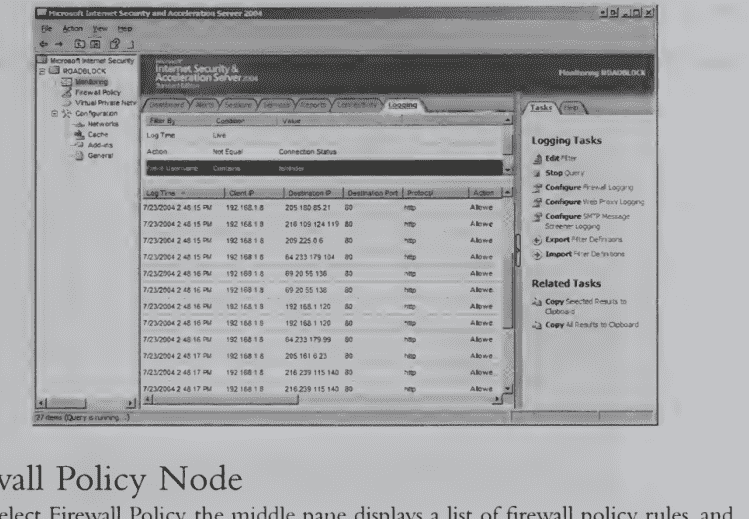 Microsoft Internet Security and Acceleration Server 2004
File Action View Help
Microsoft Internet Security
ROADBLOCK
Monitoring
Firewall Policy
Virtual Private Netw
Configuration
Networks
Cache
Add-ins
General
Microsoft
Internet Security &
Acceleration Server 2004
Standard Edition
Monitoring ROADBLOCK
Dashboard Alerts Sessions Services Reports Connectivity Logging
Filter By Condition Value
Log Time Live
Action Not Equal Connection Status
Client Username Contains
Log Time Client IP Destination IP Destination Port Protocol Action
7/23/2004 2 48 15 PM 192 168 1 8 205 180 85 21 80 http Allowe
7/23/2004 2 48 15 PM 192 168 1 8 216 109 124 119 80 http Allowe
7/23/2004 2 48 15 PM 192 168 1 8 209 225 0 6 80 http Allowe
7/23/2004 2 48 15 PM 192 168 1 8 64 233 179 104 80 http Allowe
7/23/2004 2 48 16 PM 192 168 1 8 69 20 55 138 80 http Allowe
7/23/2004 2 48 16 PM 192 168 1 8 69 20 55 138 80 http Allowe
7/23/2004 2 48 16 PM 192 168 1 8 192 168 1 120 80 http Allowe
7/23/2004 2 48 16 PM 192 168 1 8 192 168 1 120 80 http Allowe
7/23/2004 2 48 16 PM 192 168 1 8 64 233 179 99 80 http Allowe
7/23/2004 2 48 17 PM 192 168 1 8 205 161 6 23 80 http Allowe
7/23/2004 2 48 17 PM 192 168 1 8 216 239 115 140 80 http Allowe
7/23/2004 2 48 17 PM 192 168 1 8 216 239 115 140 80 http Allowe
Tasks Help
Logging Tasks
Edit Filter
Stop Query
Configure Firewall Logging
Configure Web Proxy Logging
Configure SMTP Message
Screener Logging
Export Filter Definitions
Import Filter Definitions
Related Tasks
Copy Selected Results to
Clipboard
Copy All Results to Clipboard
27 items (Query is running...)
wall Policy Node
elect Firewall Policy, the middle pane displays a list of firewall policy rules, and